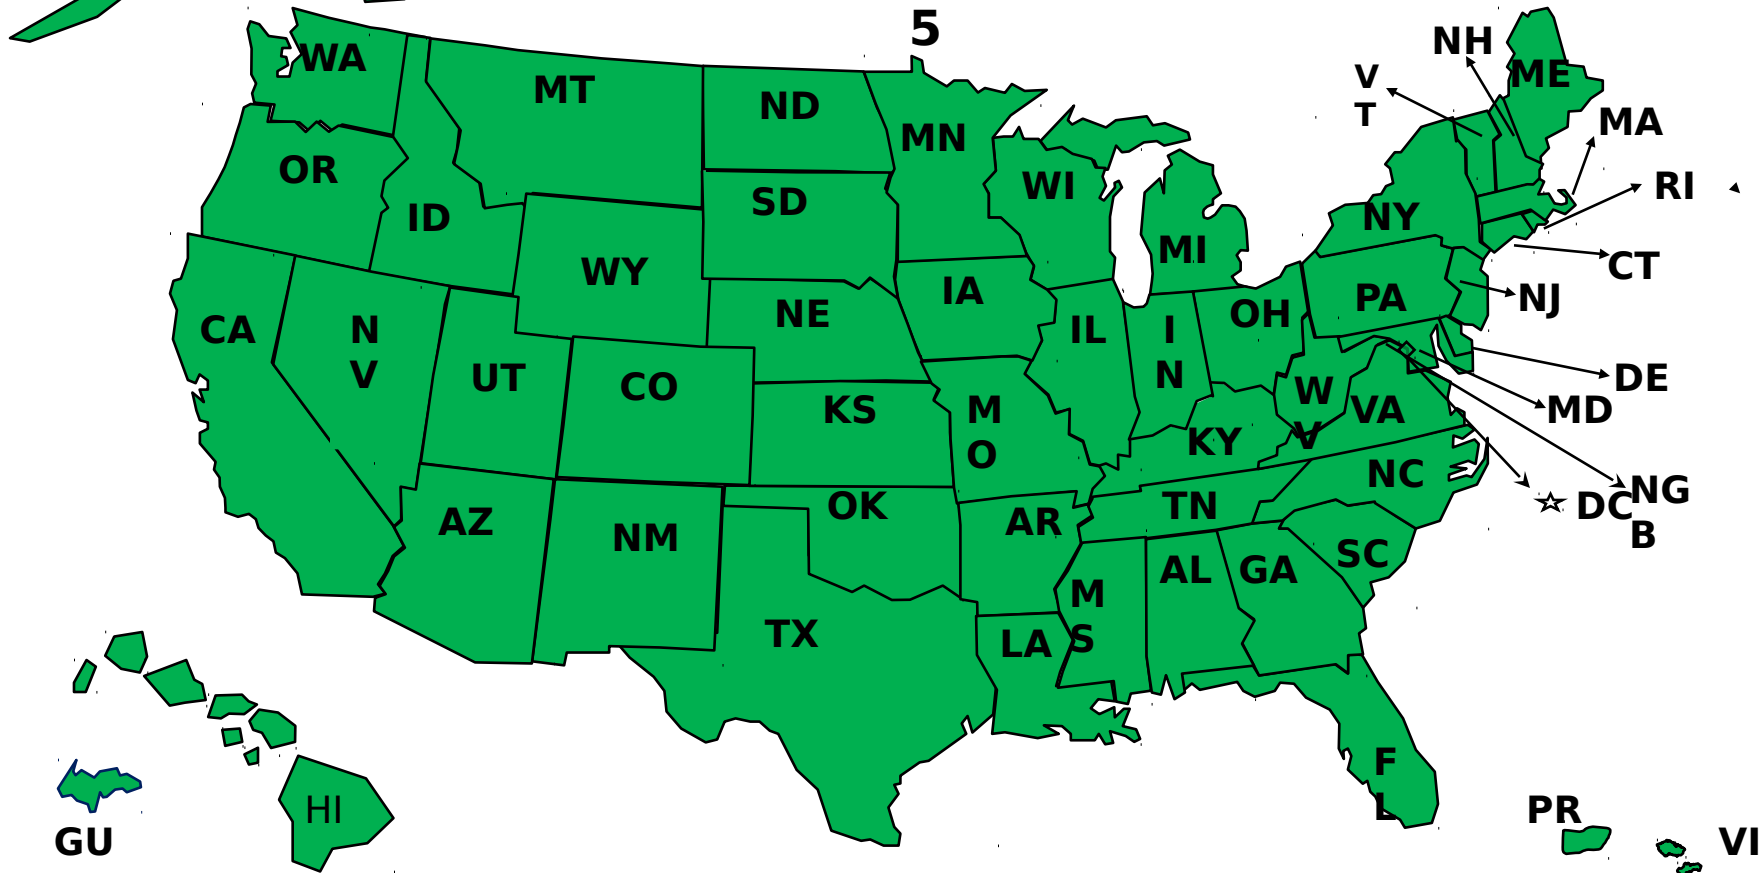 5
NH
WA
ME
V
T
MT
ND
MA
MN
OR
SD
WI
RI
ID
NY
MI
WY
CT
IA
PA
NJ
NE
OH
CA
N
V
IL
I
N
UT
CO
DE
W
V
KS
M
O
VA
MD
KY
NC
NG
B
OK
TN
DC
AZ
AR
NM
SC
AL
GA
M
S
TX
LA
F
L
HI
PR
GU
VI